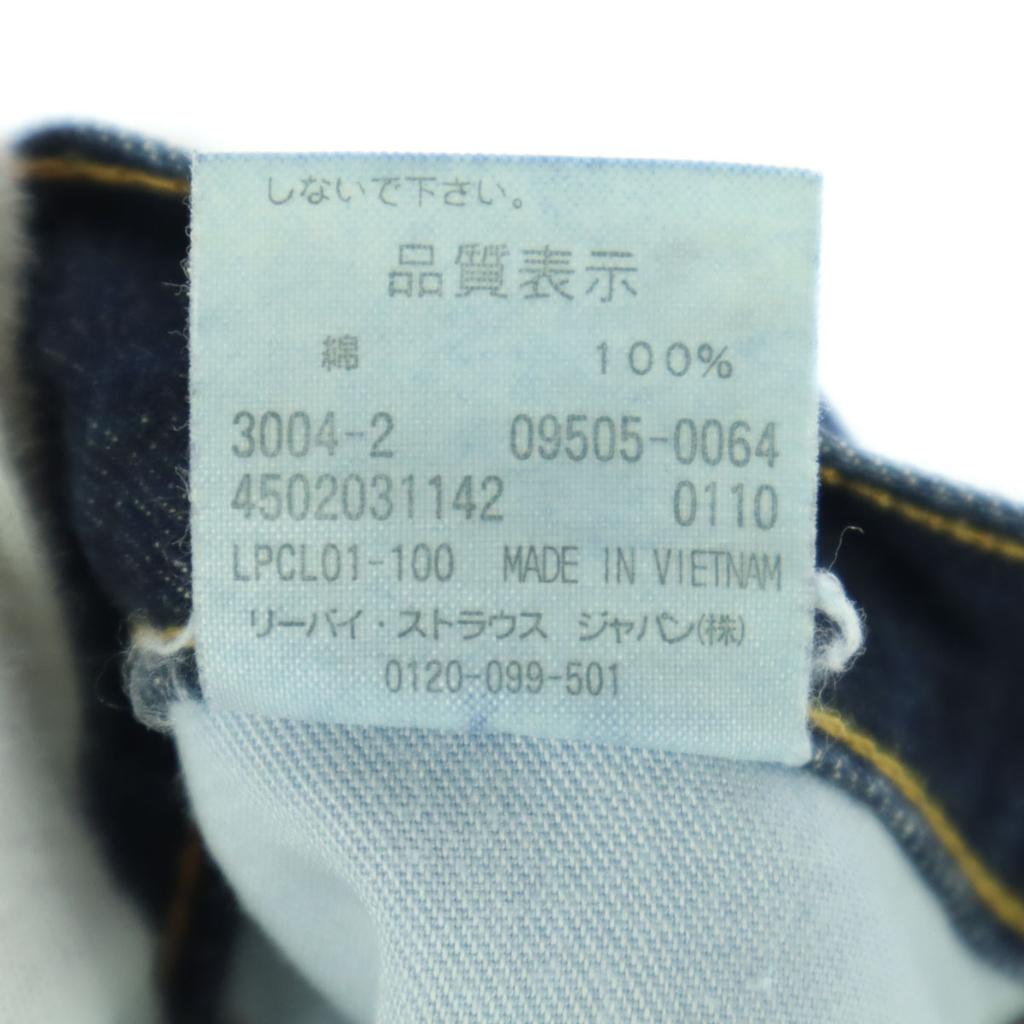 しないで下さい。
品質表示
綿 100%
3004-2 09505-0064
4502031142 0110
LPCL01-100 MADE IN VIETNAM
リーバイ・ストラウス ジャパン(株)
0120-099-501